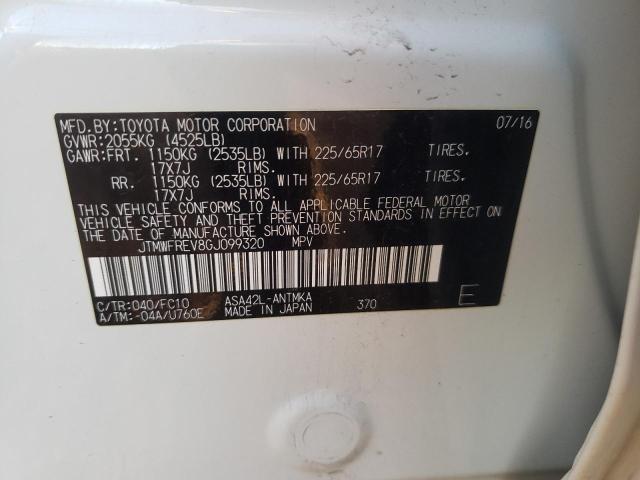 MFD.BY:TOYOTA MOTOR CORPORATION 07/16
GVWR:2055KG (4525LB)
GAWR:FRT. 1150KG (2535LB) WITH 225/65R17 TIRES.
17X7J RIMS.
RR. 1150KG (2535LB) WITH 225/65R17 TIRES.
17X7J RIMS.
THIS VEHICLE CONFORMS TO ALL APPLICABLE FEDERAL MOTOR
VEHICLE SAFETY AND THEFT PREVENTION STANDARDS IN EFFECT
ON THE DATE OF MANUFACTURE SHOWN ABOVE.
JTMWFREV8GJ099320 MPV
C/TR:040/FC10 ASA42L-ANTMKA 370 E
A/TM:-04A/U760E MADE IN JAPAN